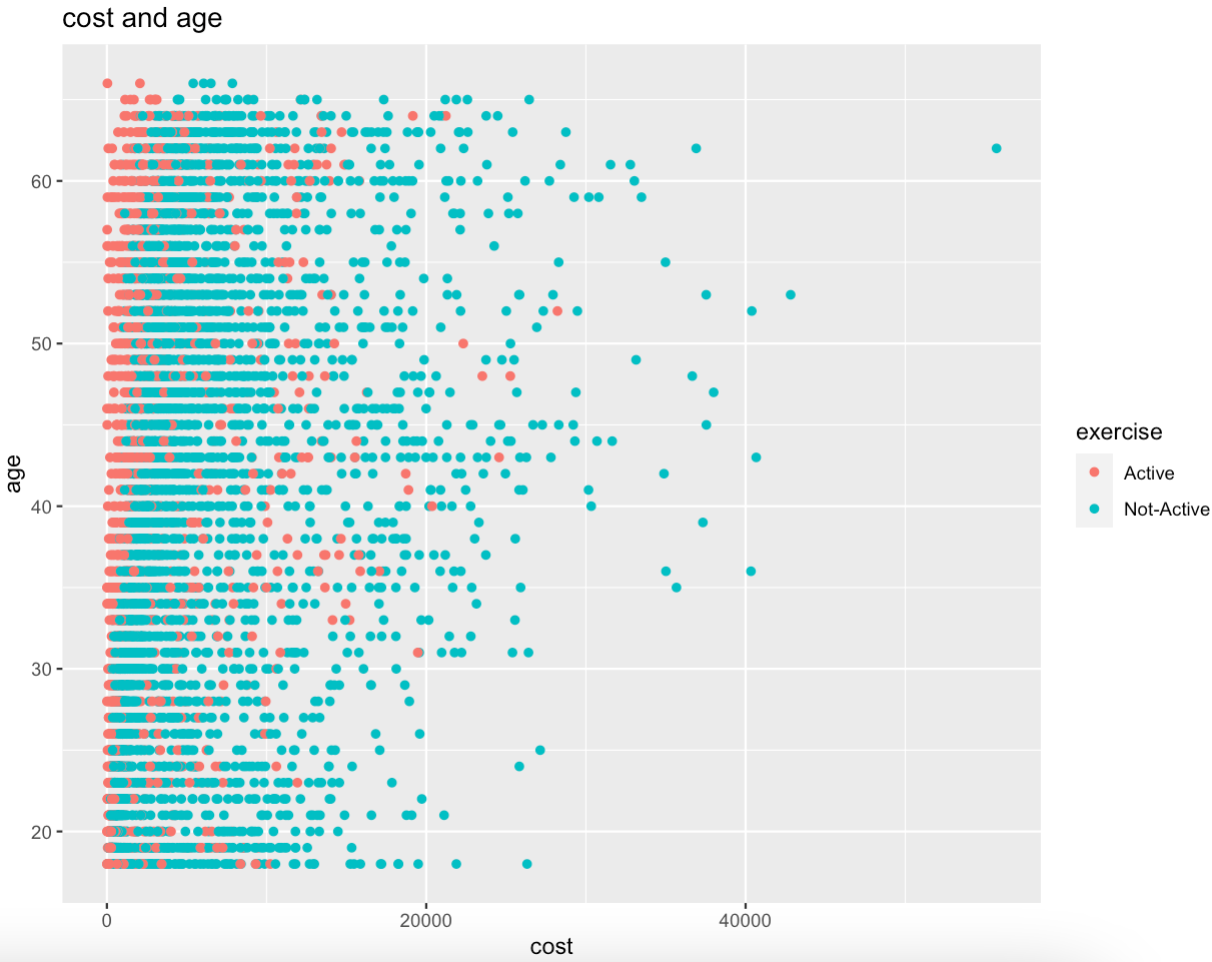 cost and age
60
50
40
30
20
age
0
20000
40000
cost
exercise
Active
Not-Active